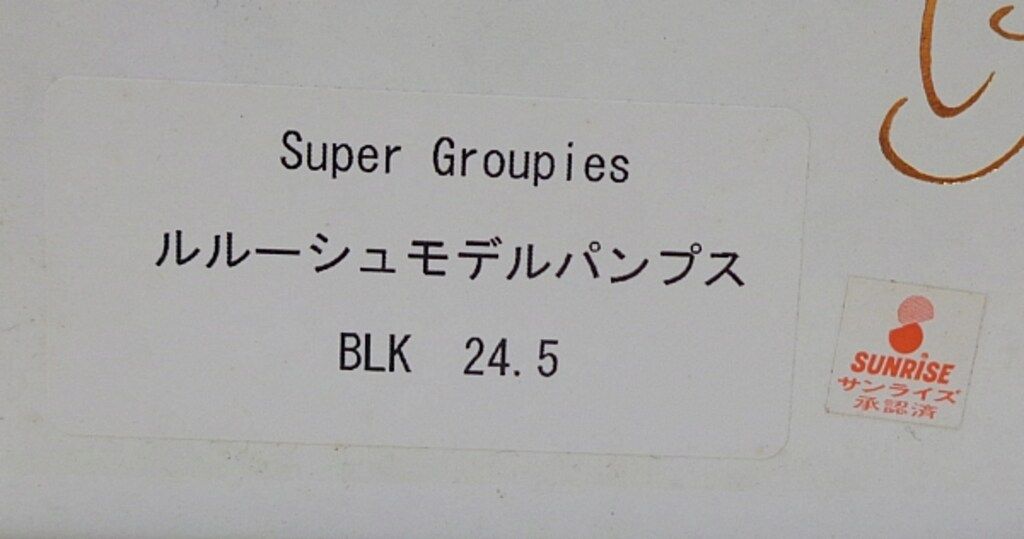 Super Groupies
ルルーシュモデルパンプス
BLK 24.5
SUNRISE
サンライズ
承認済